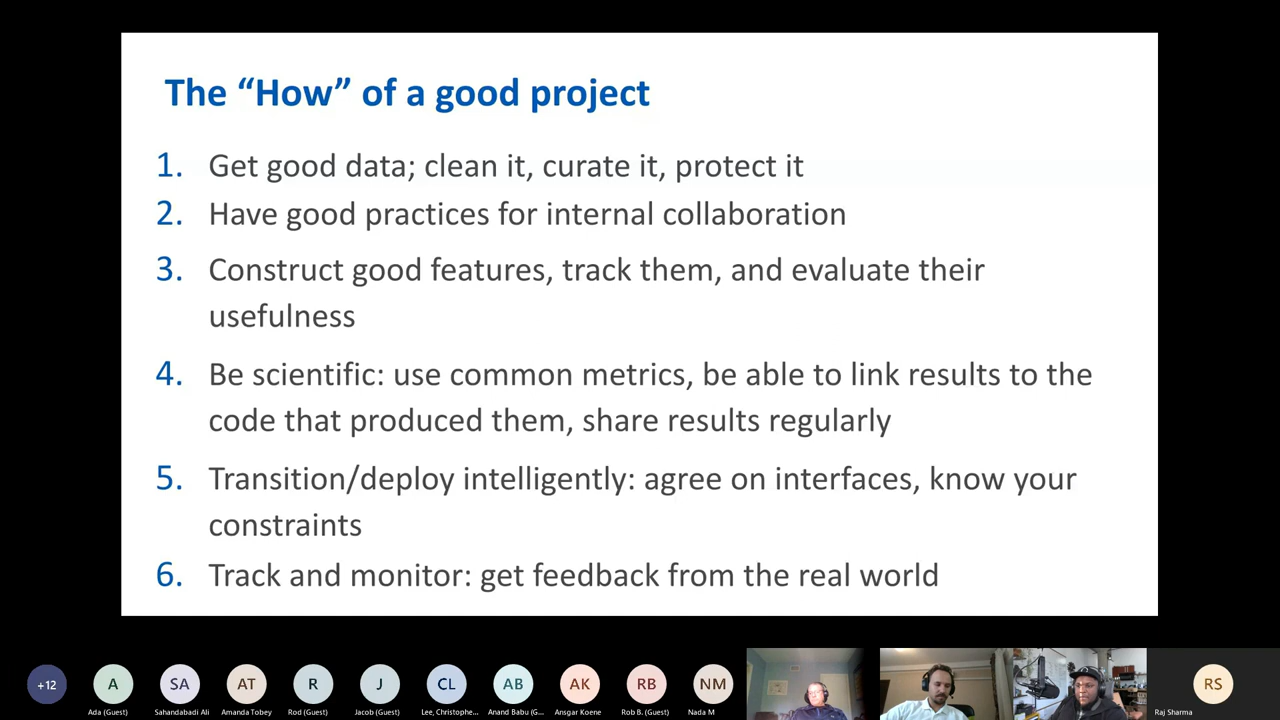 The “How” of a good project
1. Get good data; clean it, curate it, protect it
2. Have good practices for internal collaboration
3. Construct good features, track them, and evaluate their
usefulness
4. Be scientific: use common metrics, be able to link results to the
code that produced them, share results regularly
5. Transition/deploy intelligently: agree on interfaces, know your
constraints
6. Track and monitor: get feedback from the real world
+12 A SA AT R J CL AB AK RB NM RS
Ada (Guest) Sahandabadi Ali Amanda Tobey Rod (Guest) Jacob (Guest) Lee, Christophe... Anand Babu (G... Ansgar Koene Rob B. (Guest) Nada M Raj Sharma